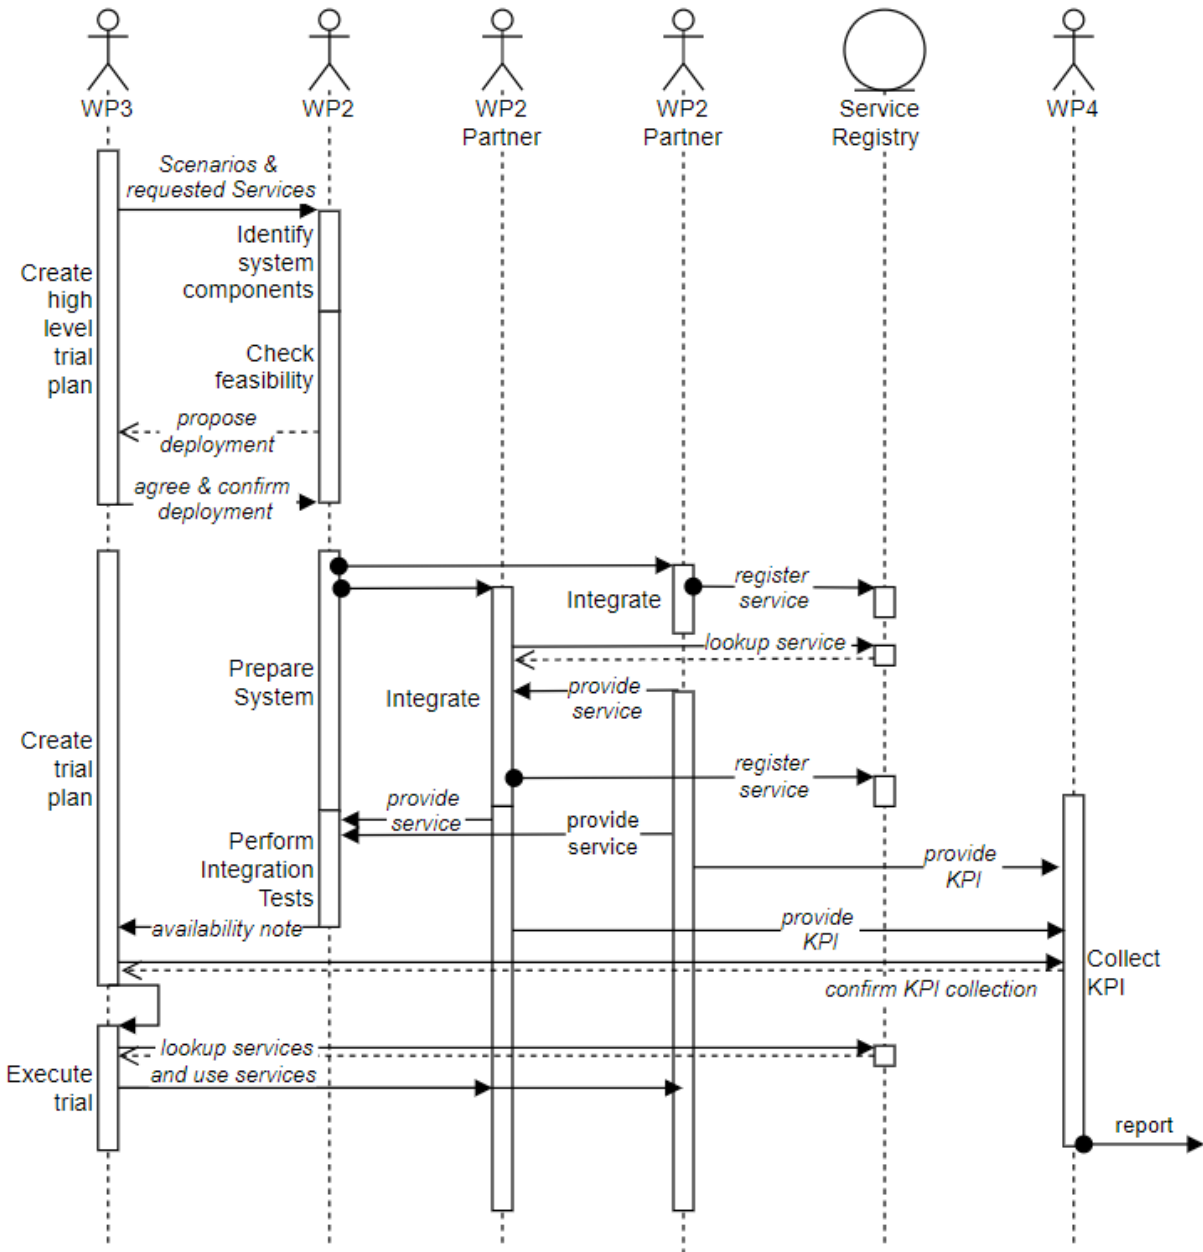 WP3
WP2
WP2
Partner
WP2
Partner
Service
Registry
WP4
Scenarios &
requested Services
Identify
system
components
Create
high
level
trial
plan
Check
feasibility
propose
deployment
agree & confirm
deployment
register
service
Integrate
lookup service
Prepare
System
Integrate
provide
service
Create
trial
plan
register
service
provide
service
provide
service
Perform
Integration
Tests
provide
KPI
availability note
provide
KPI
Collect
KPI
confirm KPI collection
lookup services
and use services
Execute
trial
report